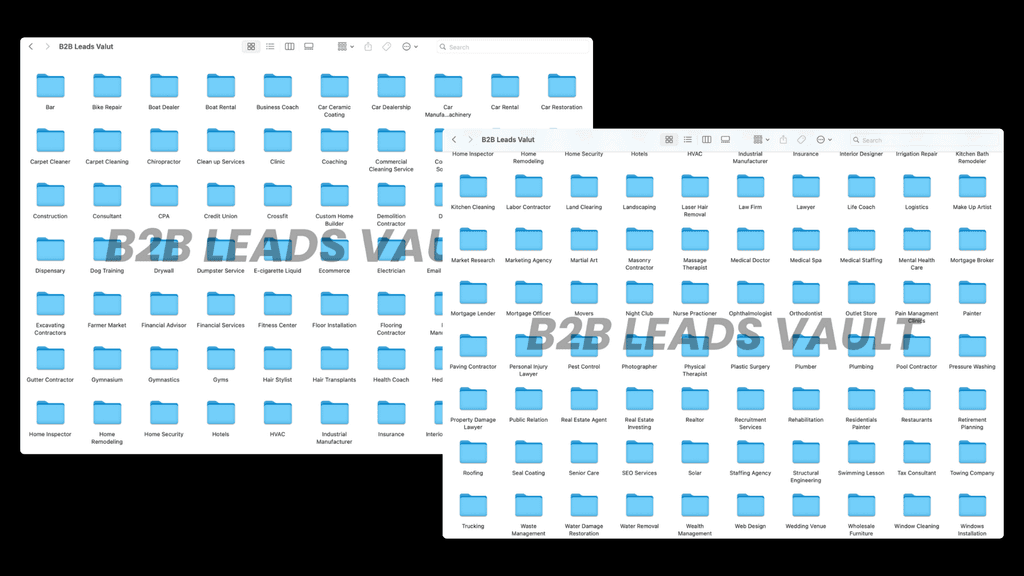 B2B Leads Valut
Search
Bar
Bike Repair
Boat Dealer
Boat Rental
Business Coach
Car Ceramic
Coating
Car Dealership
Car
Manufa...achinery
Car Rental
Car Restoration
Carpet Cleaner
Carpet Cleaning
Chiropractor
Clean up Services
Clinic
Coaching
Commercial
Cleaning Service
Construction
Consultant
CPA
Credit Union
Crossfit
Custom Home
Builder
Demolition
Contractor
Dispensary
Dog Training
Drywall
Dumpster Service
E-cigarette Liquid
Ecommerce
Electrician
Email
B2B LEADS VAU
Excavating
Contractors
Farmer Market
Financial Advisor
Financial Services
Fitness Center
Floor Installation
Flooring
Contractor
Gutter Contractor
Gymnasium
Gymnastics
Gyms
Hair Stylist
Hair Transplants
Health Coach
Home Inspector
Home
Remodeling
Home Security
Hotels
HVAC
Industrial
Manufacturer
Insurance
B2B Leads Valut
Search
Home Inspector
Home
Remodeling
Home Security
Hotels
HVAC
Industrial
Manufacturer
Insurance
Interior Designer
Irrigation Repair
Kitchen Bath
Remodeler
Kitchen Cleaning
Labor Contractor
Land Clearing
Landscaping
Laser Hair
Removal
Law Firm
Lawyer
Life Coach
Logistics
Make Up Artist
Market Research
Marketing Agency
Martial Art
Masonry
Contractor
Massage
Therapist
Medical Doctor
Medical Spa
Medical Staffing
Mental Health
Care
Mortgage Broker
Mortgage Lender
Mortgage Officer
Movers
Night Club
Nurse Practioner
Ophthalmologist
Orthodontist
Outlet Store
Pain Managment
Clinics
Painter
B2B LEADS VAULT
Paving Contractor
Personal Injury
Lawyer
Pest Control
Photographer
Physical
Therapist
Plastic Surgery
Plumber
Plumbing
Pool Contractor
Pressure Washing
Property Damage
Lawyer
Public Relation
Real Estate Agent
Real Estate
Investing
Realtor
Recruitment
Services
Rehabilitation
Residentials
Painter
Restaurants
Retirement
Planning
Roofing
Seal Coating
Senior Care
SEO Services
Solar
Staffing Agency
Structural
Engineering
Swimming Lesson
Tax Consultant
Towing Company
Trucking
Waste
Management
Water Damage
Restoration
Water Removal
Wealth
Management
Web Design
Wedding Venue
Wholesale
Furniture
Window Cleaning
Windows
Installation